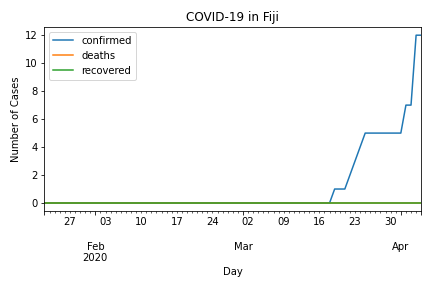 COVID-19 in Fiji
confirmed
deaths
recovered
Number of Cases
12
10
8
6
4
2
0
27 03 10 17 24 02 09 16 23 30
Feb Mar Apr
2020
Day